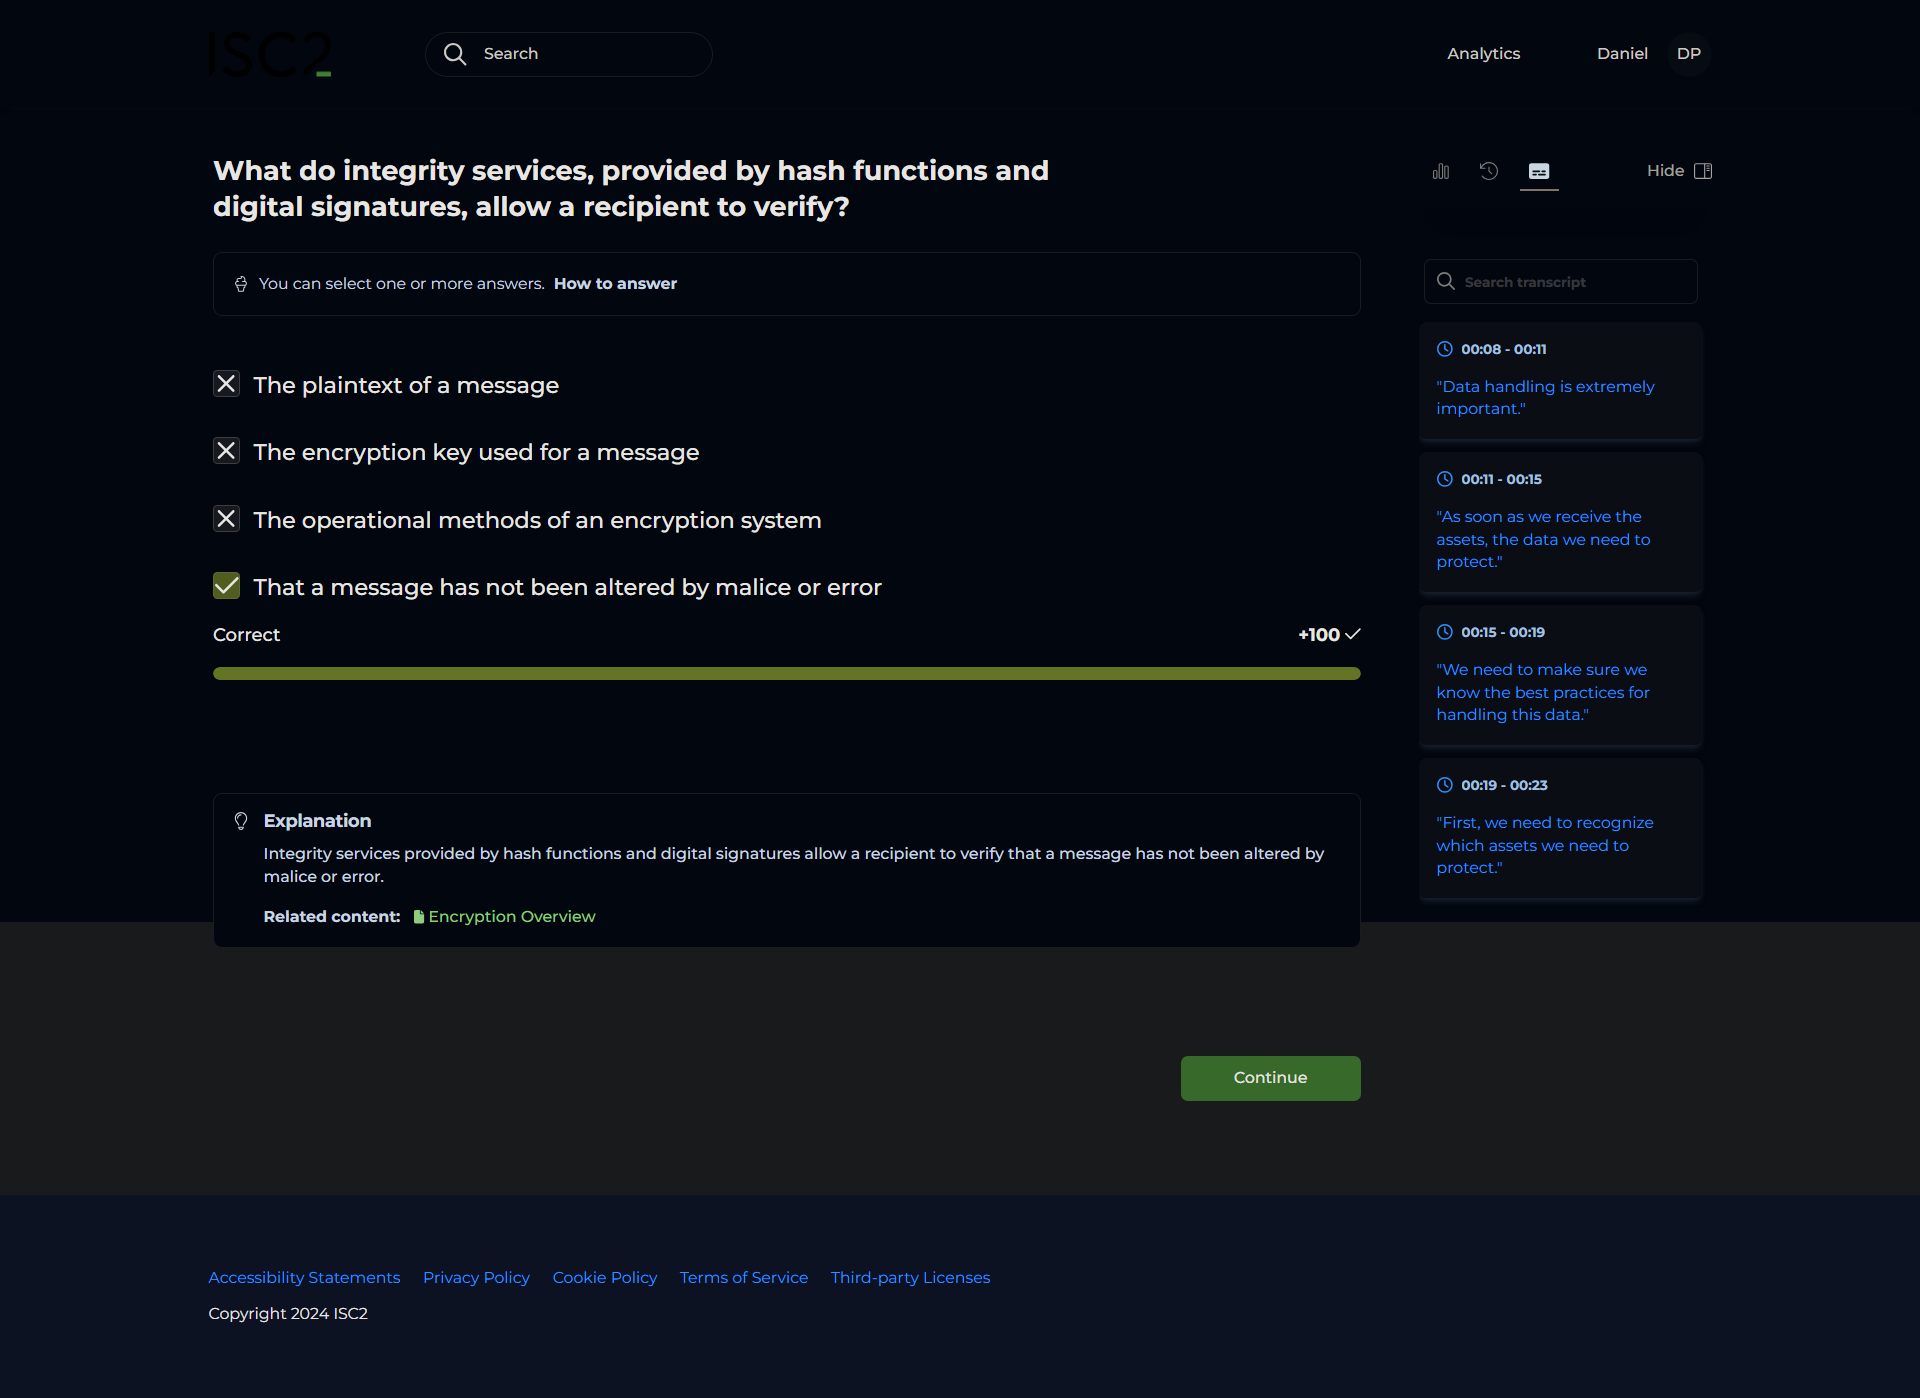 ISC2
Search
Analytics
Daniel
DP
What do integrity services, provided by hash functions and
digital signatures, allow a recipient to verify?
You can select one or more answers. How to answer
The plaintext of a message
The encryption key used for a message
The operational methods of an encryption system
That a message has not been altered by malice or error
Correct
+100
Explanation
Integrity services provided by hash functions and digital signatures allow a recipient to verify that a message has not been altered by
malice or error.
Related content: Encryption Overview
Continue
Hide
Search transcript
00:08 - 00:11
"Data handling is extremely
important."
00:11 - 00:15
"As soon as we receive the
assets, the data we need to
protect."
00:15 - 00:19
"We need to make sure we
know the best practices for
handling this data."
00:19 - 00:23
"First, we need to recognize
which assets we need to
protect."
Accessibility Statements Privacy Policy Cookie Policy Terms of Service Third-party Licenses
Copyright 2024 ISC2